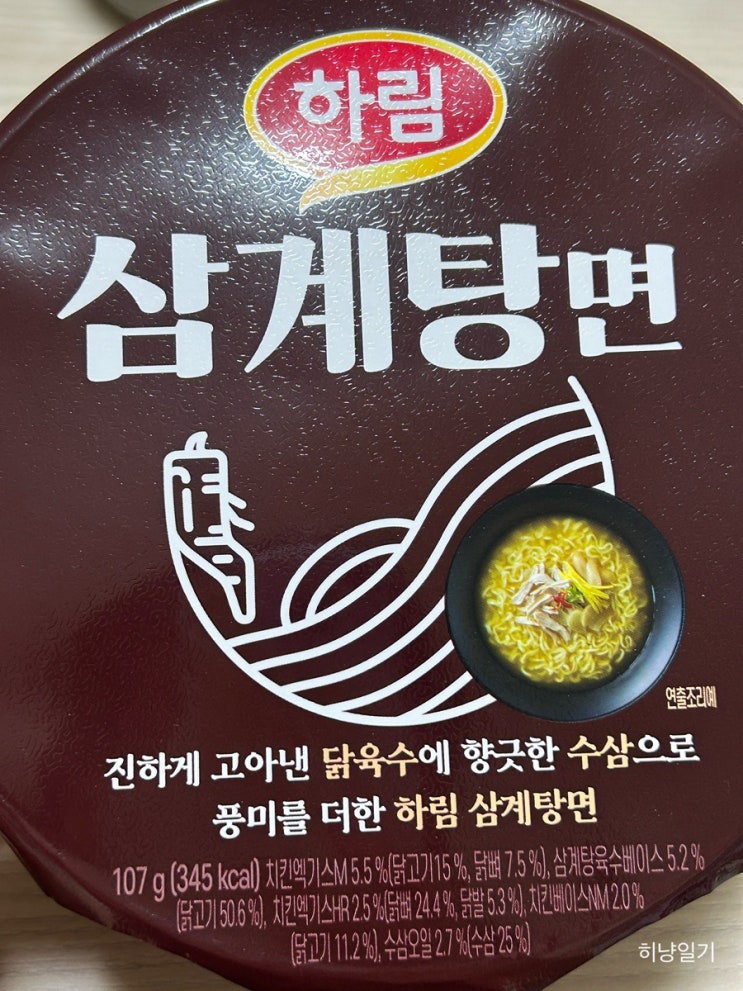 하림
삼계탕면
연출조리예
진하게 고아낸 닭육수에 향긋한 수삼으로
풍미를 더한 하림 삼계탕면
107 g (345 kcal) 치킨엑기스M 5.5 %(닭고기15 %, 닭뼈 7.5 %), 삼계탕육수베이스 5.2 %
(닭고기 50.6 %), 치킨엑기스HR 2.5 %(닭뼈 24.4 %, 닭발 5.3 %), 치킨베이스NM 2.0 %
(닭고기 11.2 %), 수삼오일 2.7 %(수삼 25 %)
히냥일기